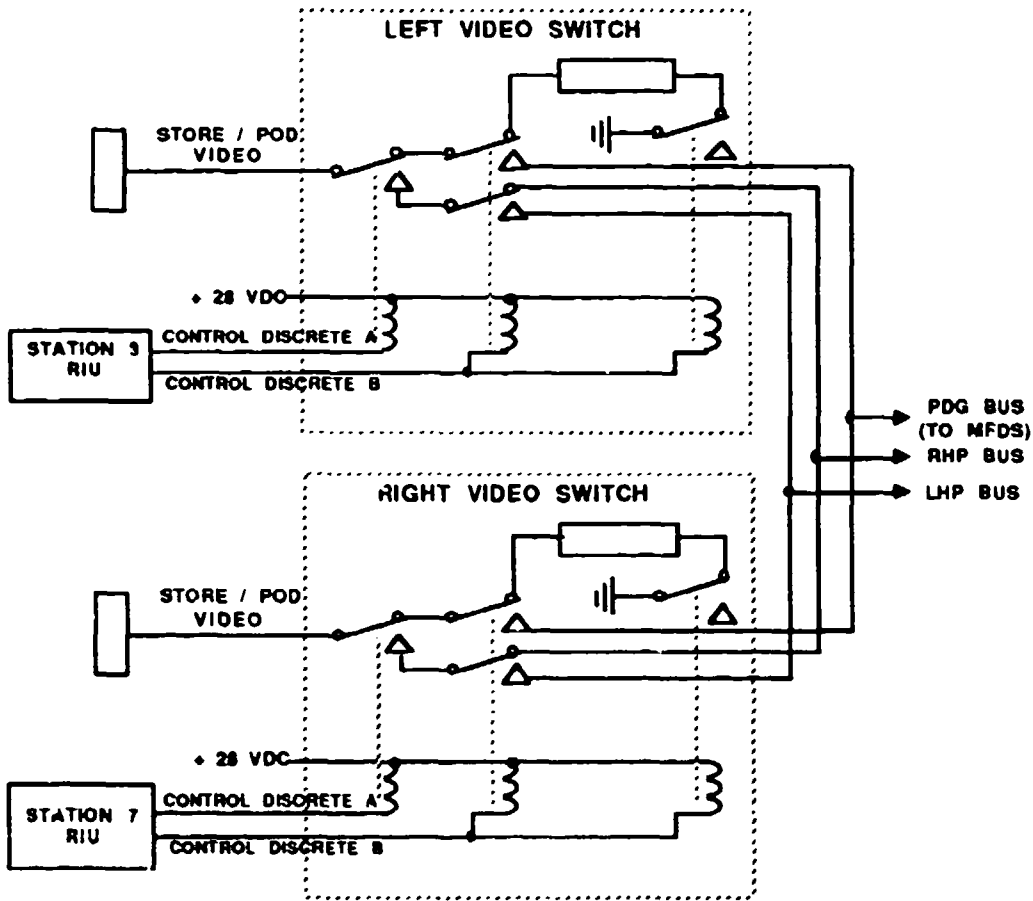 LEFT VIDEO SWITCH
STORE / POD
VIDEO
+ 28 VDC
CONTROL DISCRETE A
STATION 3
RIU
CONTROL DISCRETE B
PDG BUS
(TO MFDS)
RHP BUS
LHP BUS
RIGHT VIDEO SWITCH
STORE / POD
VIDEO
+ 28 VDC
CONTROL DISCRETE A
STATION 7
RIU
CONTROL DISCRETE B